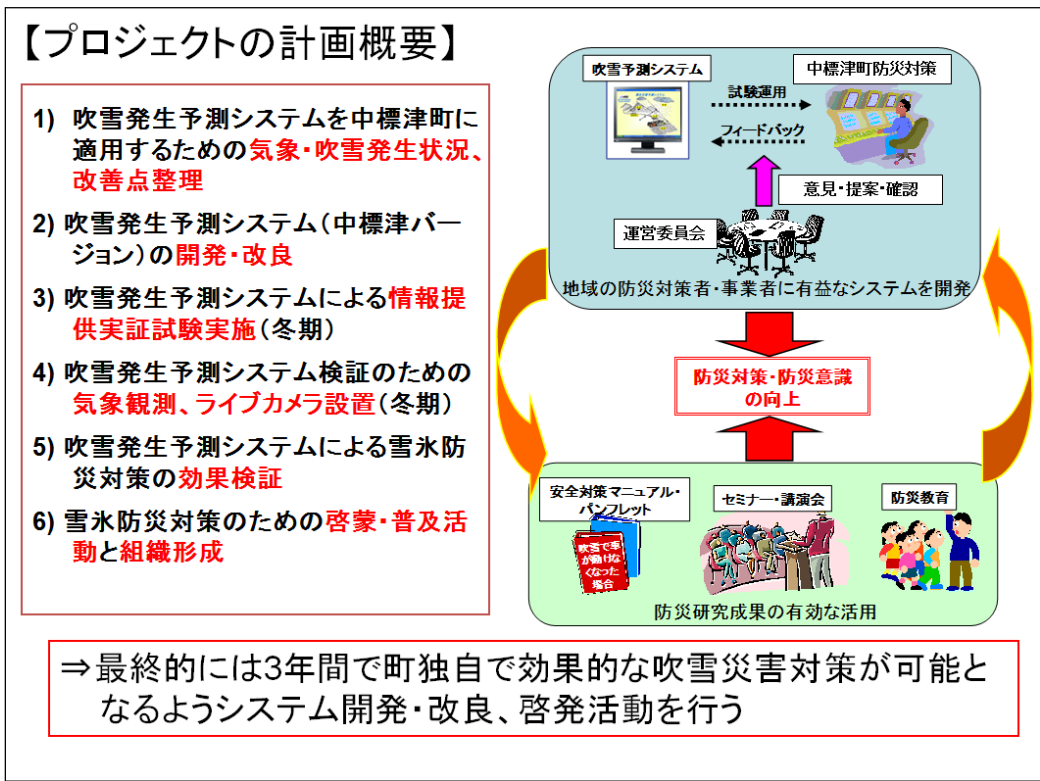 【プロジェクトの計画概要】
1) 吹雪発生予測システムを中標津町に
適用するための気象・吹雪発生状況、
改善点整理
2) 吹雪発生予測システム(中標津バー
ジョン)の開発・改良
3) 吹雪発生予測システムによる情報提
供実証試験実施(冬期)
4) 吹雪発生予測システム検証のための
気象観測、ライブカメラ設置(冬期)
5) 吹雪発生予測システムによる雪氷防
災対策の効果検証
6) 雪氷防災対策のための啓蒙・普及活
動と組織形成
吹雪予測システム
中標津町防災対策
試験運用
フィードバック
意見・提案・確認
運営委員会
地域の防災対策者・事業者に有益なシステムを開発
防災対策・防災意識
の向上
安全対策マニュアル・
パンフレット
吹雪で車
が動けな
くなった
場合
セミナー・講演会
防災教育
防災研究成果の有効な活用
⇒最終的には3年間で町独自で効果的な吹雪災害対策が可能と
なるようシステム開発・改良、啓発活動を行う